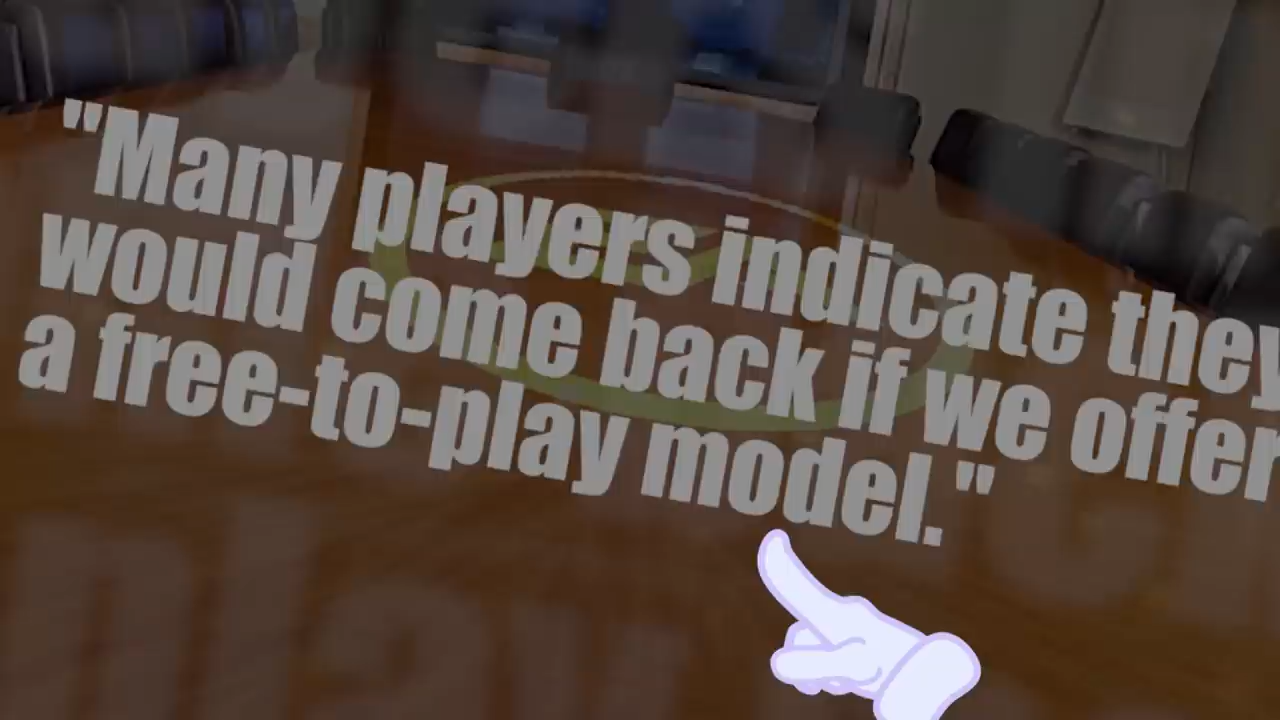 "Many players indicate they
would come back if we offer
a free-to-play model."